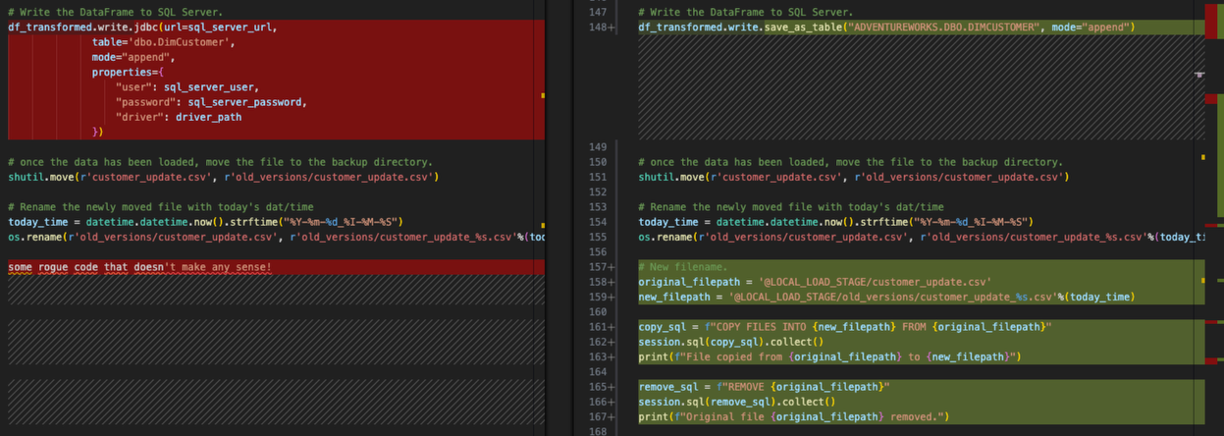 # Write the DataFrame to SQL Server.
df_transformed.write.jdbc(url=sql_server_url,
table='dbo.DimCustomer',
mode="append",
properties={
"user": sql_server_user,
"password": sql_server_password,
"driver": driver_path
})
# once the data has been loaded, move the file to the backup directory.
shutil.move(r'customer_update.csv', r'old_versions/customer_update.csv')
# Rename the newly moved file with today's dat/time
today_time = datetime.datetime.now().strftime("%Y-%m-%d_%I-%M-%S")
os.rename(r'old_versions/customer_update.csv', r'old_versions/customer_update_%s.csv'%(tod
some rogue code that doesn't make any sense!
147 # Write the DataFrame to SQL Server.
148+ df_transformed.write.save_as_table("ADVENTUREWORKS.DBO.DIMCUSTOMER", mode="append")
149
150 # once the data has been loaded, move the file to the backup directory.
151 shutil.move(r'customer_update.csv', r'old_versions/customer_update.csv')
152
153 # Rename the newly moved file with today's dat/time
154 today_time = datetime.datetime.now().strftime("%Y-%m-%d_%I-%M-%S")
155 os.rename(r'old_versions/customer_update.csv', r'old_versions/customer_update_%s.csv'%(today_ti
156
157+ # New filename.
158+ original_filepath = '@LOCAL_LOAD_STAGE/customer_update.csv'
159+ new_filepath = '@LOCAL_LOAD_STAGE/old_versions/customer_update_%s.csv'%(today_time)
160
161+ copy_sql = f"COPY FILES INTO {new_filepath} FROM {original_filepath}"
162+ session.sql(copy_sql).collect()
163+ print(f"File copied from {original_filepath} to {new_filepath}")
164
165+ remove_sql = f"REMOVE {original_filepath}"
166+ session.sql(remove_sql).collect()
167+ print(f"Original file {original_filepath} removed.")
168